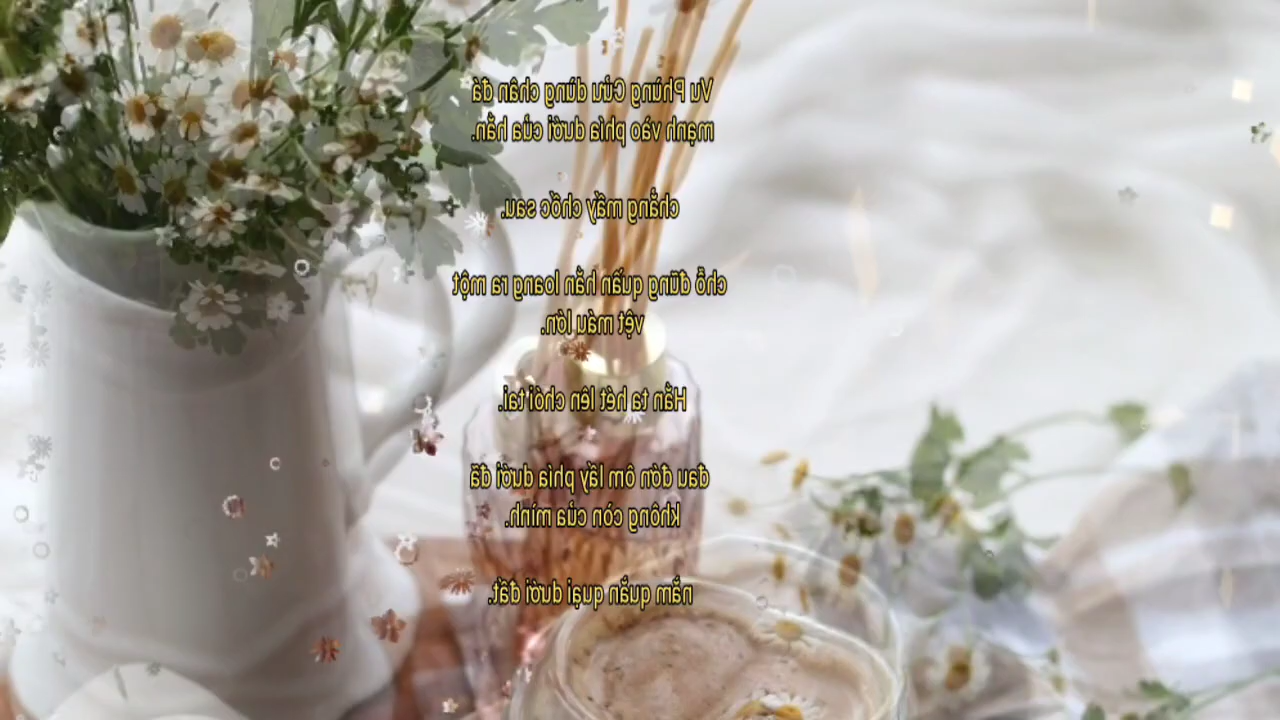 Vu Phùng Cửu dùng chân đá
mạnh vào phía dưới của hắn.
chẳng mấy chốc sau.
chỗ đũng quần hắn loang ra một
vệt máu lớn.
Hắn ta hét lên chói tai.
đau đớn ôm lấy phía dưới đã
không còn của mình.
nằm quằn quại dưới đất.